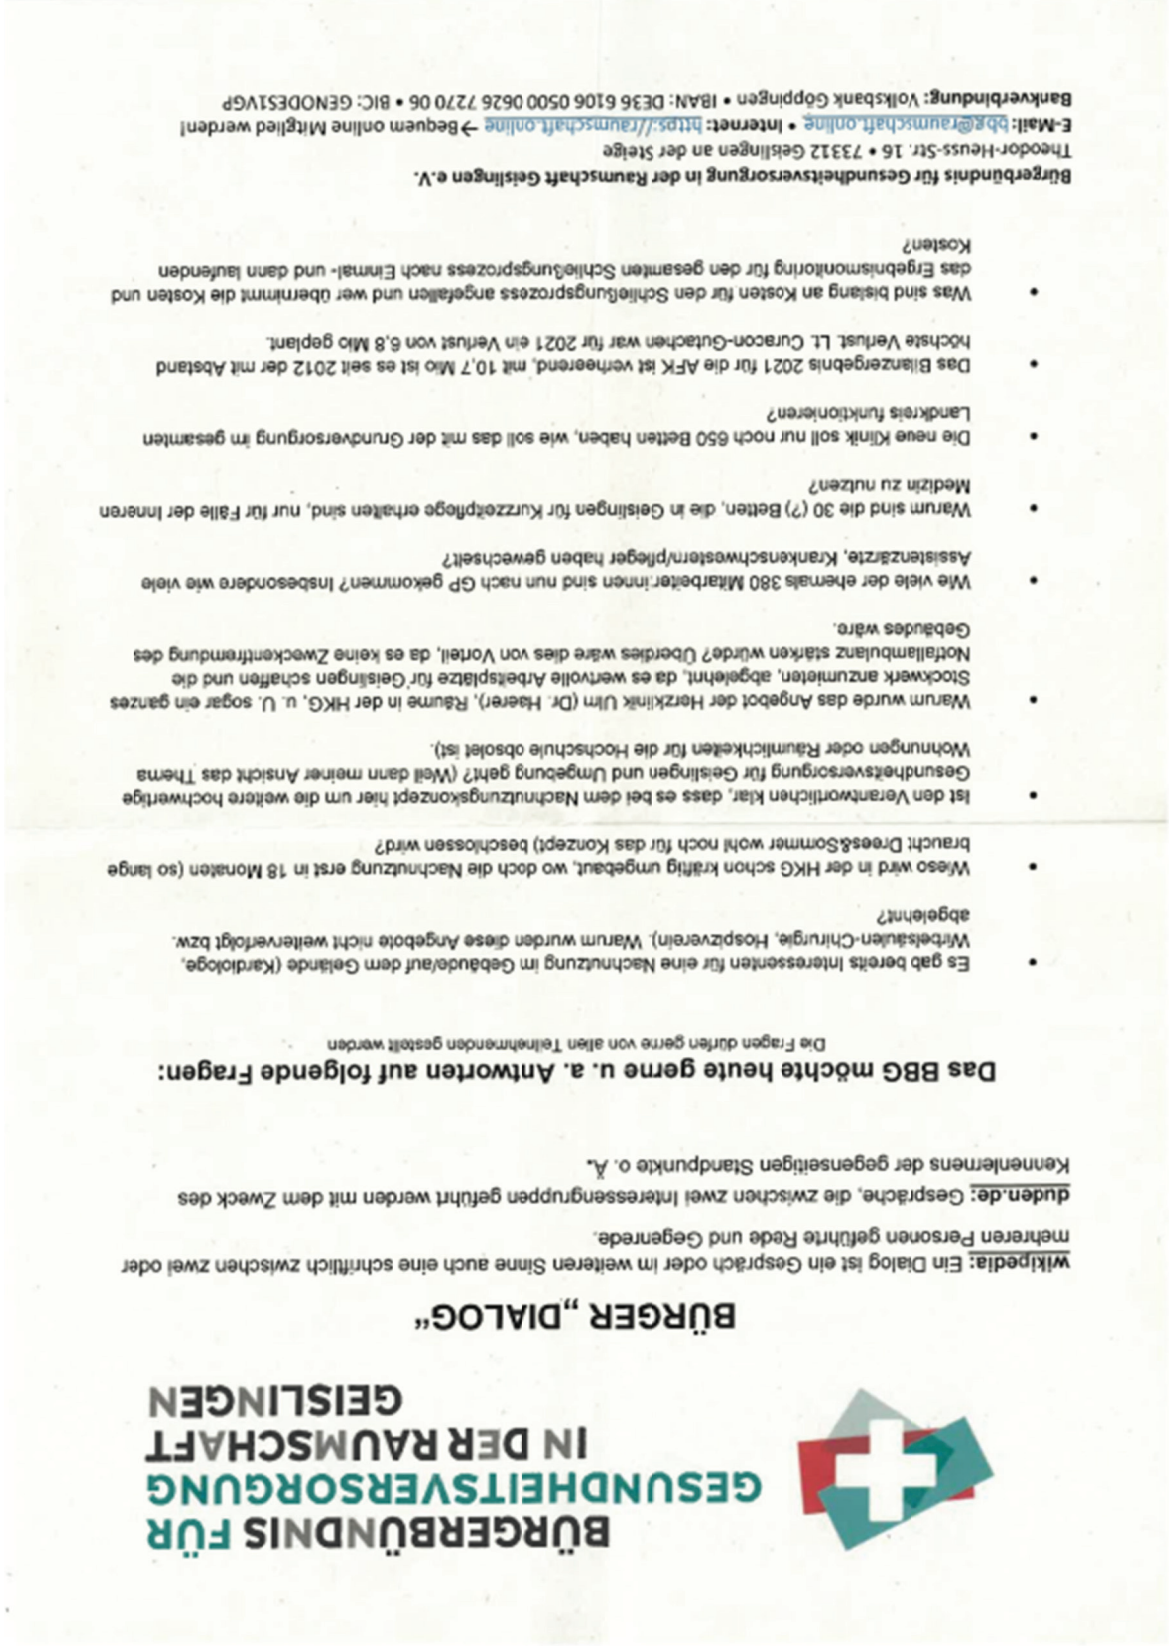 BÜRGERBÜNDNIS FÜR
GESUNDHEITSVERSORGUNG
IN DER RAUMSCHAFT
GEISLINGEN
BÜRGER „DIALOG“
wikipedia: Ein Dialog ist ein Gespräch oder im weiteren Sinne auch eine schriftlich zwischen zwei oder
mehreren Personen geführte Rede und Gegenrede.
duden.de: Gespräche, die zwischen zwei Interessengruppen geführt werden mit dem Zweck des
Kennenlernens der gegenseitigen Standpunkte o. Ä.
Das BBG möchte heute gerne u. a. Antworten auf folgende Fragen:
Die Fragen dürfen gerne von allen Teilnehmenden gestellt werden
• Es gab bereits Interessenten für eine Nachnutzung im Gebäude/auf dem Gelände (Kardiologe,
Wirbelsäulen-Chirurgie, Hospizverein). Warum wurden diese Angebote nicht weiterverfolgt bzw.
abgelehnt?
• Wieso wird in der HKG schon kräftig umgebaut, wo doch die Nachnutzung erst in 18 Monaten (so lange
braucht Drees&Sommer wohl noch für das Konzept) beschlossen wird?
• Ist den Verantwortlichen klar, dass es bei dem Nachnutzungskonzept hier um die weitere hochwertige
Gesundheitsversorgung für Geislingen und Umgebung geht? (Weil dann meiner Ansicht das Thema
Wohnungen oder Räumlichkeiten für die Hochschule obsolet ist).
• Warum wurde das Angebot der Herzklinik Ulm (Dr. Haerer), Räume in der HKG, u. U. sogar ein ganzes
Stockwerk anzumieten, abgelehnt, da es wertvolle Arbeitsplätze für Geislingen schaffen und die
Notfallambulanz stärken würde? Überdies wäre dies von Vorteil, da es keine Zweckentfremdung des
Gebäudes wäre.
• Wie viele der ehemals 380 Mitarbeiter:innen sind nun nach GP gekommen? Insbesondere wie viele
Assistenzärzte, Krankenschwestern/pfleger haben gewechselt?
• Warum sind die 30 (?) Betten, die in Geislingen für Kurzzeitpflege erhalten sind, nur für Fälle der Inneren
Medizin zu nutzen?
• Die neue Klinik soll nur noch 650 Betten haben, wie soll das mit der Grundversorgung im gesamten
Landkreis funktionieren?
• Das Bilanzergebnis 2021 für die AFK ist verheerend, mit 10,7 Mio ist es seit 2012 der mit Abstand
höchste Verlust. Lt. Curacon-Gutachten war für 2021 ein Verlust von 6,8 Mio geplant.
• Was sind bislang an Kosten für den Schließungsprozess angefallen und wer übernimmt die Kosten und
das Ergebnismonitoring für den gesamten Schließungsprozess nach Einmal- und dann laufenden
Kosten?
Bürgerbündnis für Gesundheitsversorgung in der Raumschaft Geislingen e.V.
Theodor-Heuss-Str. 16 • 73312 Geislingen an der Steige
E-Mail: bbg@raumschaft.online • Internet: https://raumschaft.online → Bequem online Mitglied werden!
Bankverbindung: Volksbank Göppingen • IBAN: DE36 6106 0500 0626 7270 06 • BIC: GENODES1VGP